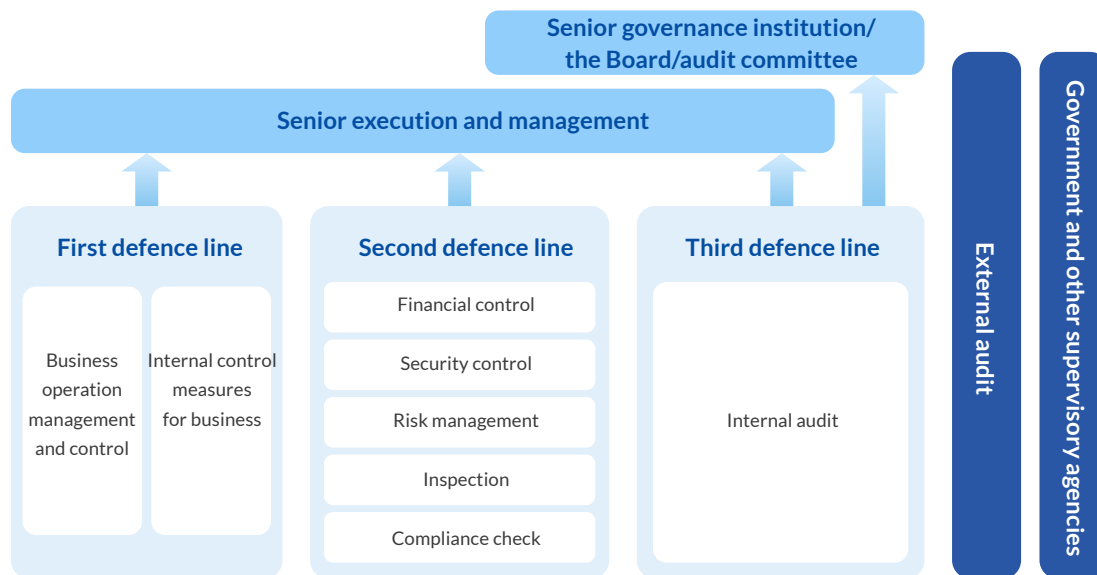 Senior governance institution/
the Board/audit committee
Senior execution and management
First defence line
Business
operation
management
and control
Internal control
measures
for business
Second defence line
Financial control
Security control
Risk management
Inspection
Compliance check
Third defence line
Internal audit
External audit
Government and other supervisory agencies